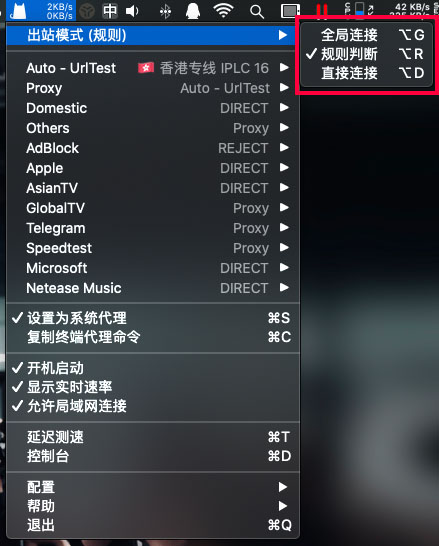 2KB/s
0KB/s
中
42 KB/s
出站模式 (规则)
全局连接 ⌥G
✓ 规则判断 ⌥R
直接连接 ⌥D
Auto - UrlTest 🇭🇰 香港专线 IPLC 16
Proxy Auto - UrlTest
Domestic DIRECT
Others Proxy
AdBlock REJECT
Apple DIRECT
AsianTV DIRECT
GlobalTV Proxy
Telegram Proxy
Speedtest Proxy
Microsoft DIRECT
Netease Music DIRECT
✓ 设置为系统代理 ⌘S
复制终端代理命令 ⌘C
✓ 开机启动
✓ 显示实时速率
✓ 允许局域网连接
延迟测速 ⌘T
控制台 ⌘D
配置
帮助
退出 ⌘Q